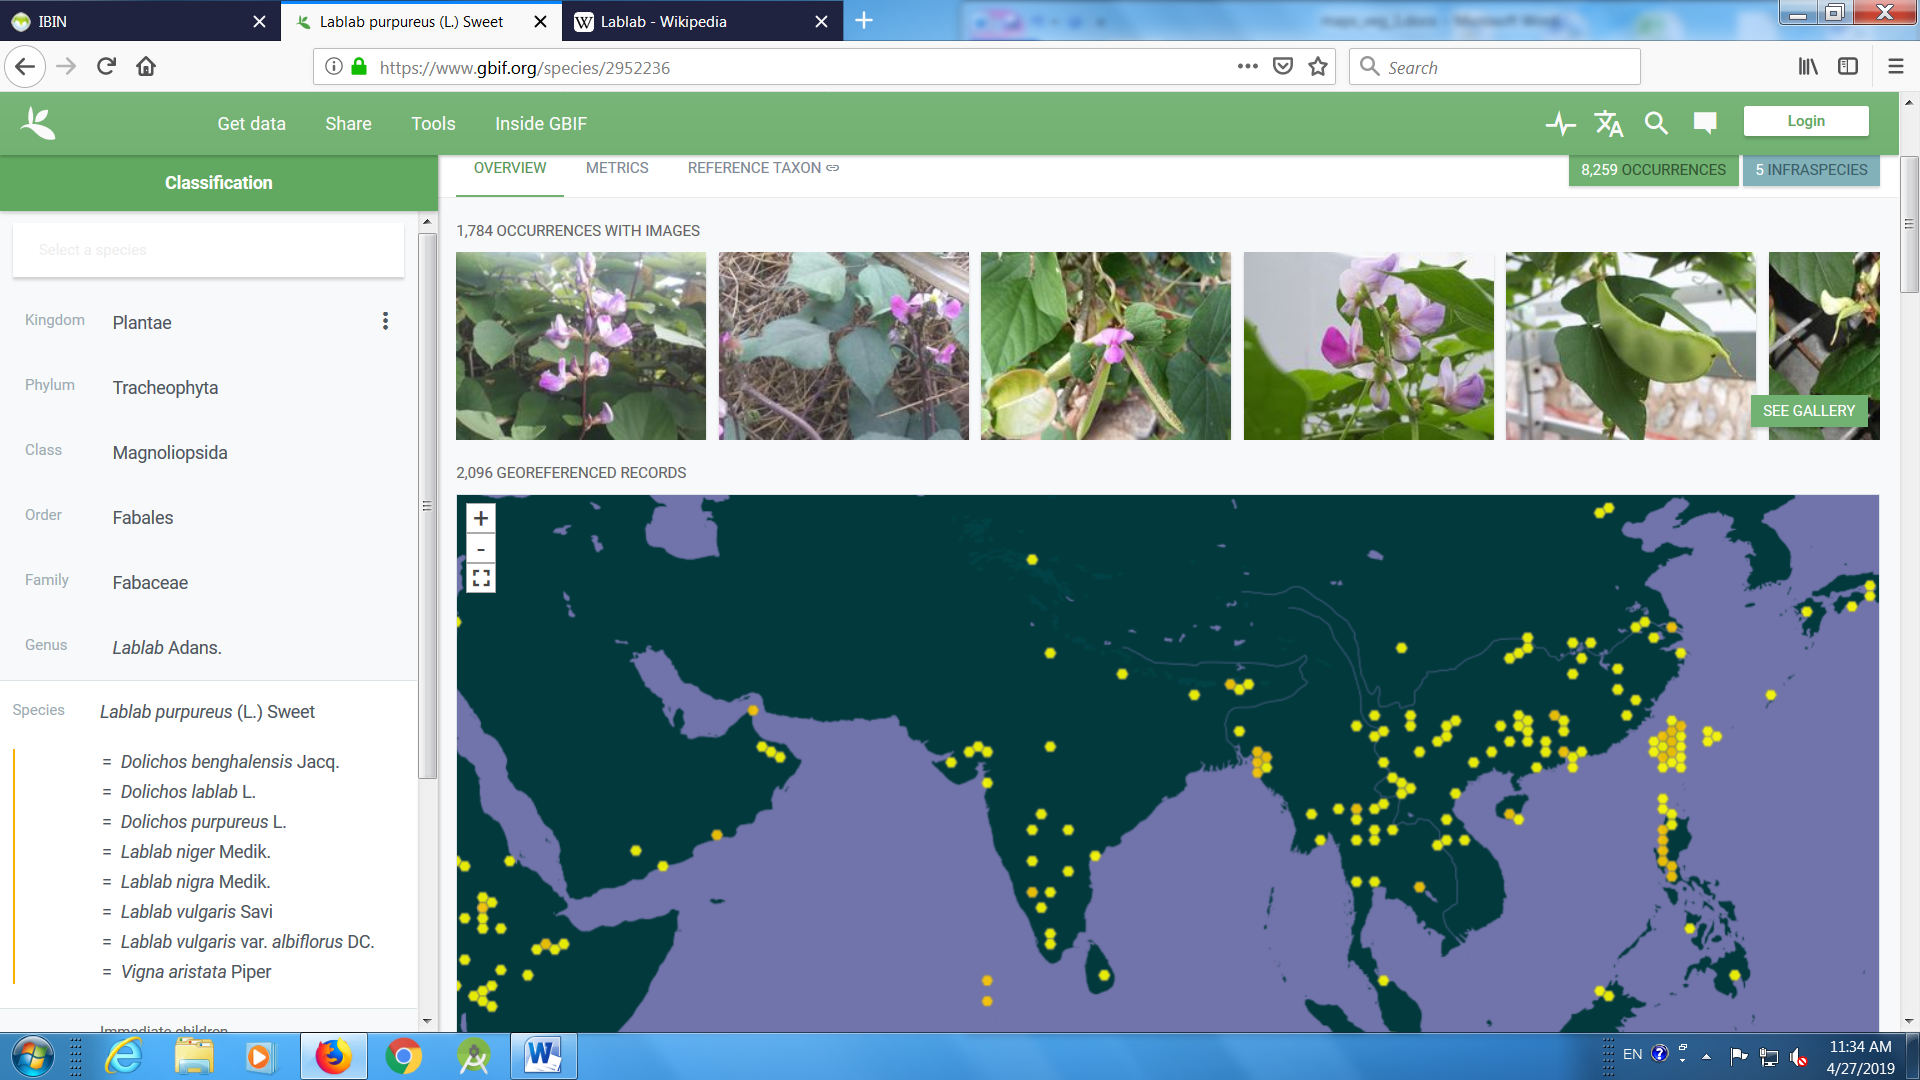 IBIN
Lablab purpureus (L.) Sweet
Lablab - Wikipedia
https://www.gbif.org/species/2952236
Search
Get data
Share
Tools
Inside GBIF
Login
Classification
OVERVIEW
METRICS
REFERENCE TAXON
8,259 OCCURRENCES
5 INFRASPECIES
Select a species
Kingdom Plantae
Phylum Tracheophyta
Class Magnoliopsida
Order Fabales
Family Fabaceae
Genus Lablab Adans.
Species Lablab purpureus (L.) Sweet
= Dolichos benghalensis Jacq.
= Dolichos lablab L.
= Dolichos purpureus L.
= Lablab niger Medik.
= Lablab nigra Medik.
= Lablab vulgaris Savi
= Lablab vulgaris var. albiflorus DC.
= Vigna aristata Piper
Immediate children
1,784 OCCURRENCES WITH IMAGES
SEE GALLERY
2,096 GEOREFERENCED RECORDS
+
-
EN
11:34 AM
4/27/2019